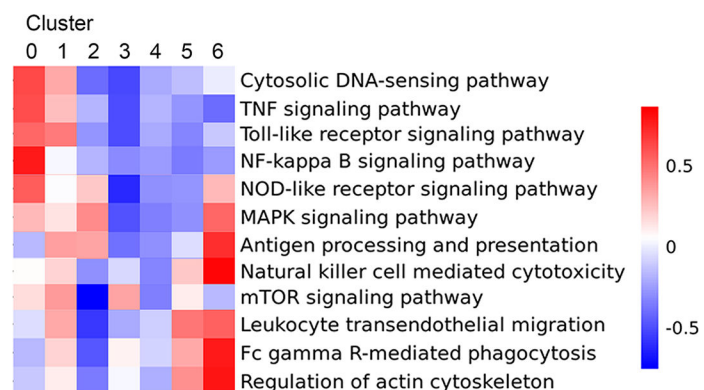 Cluster
0 1 2 3 4 5 6
Cytosolic DNA-sensing pathway
TNF signaling pathway
Toll-like receptor signaling pathway
NF-kappa B signaling pathway
NOD-like receptor signaling pathway
MAPK signaling pathway
Antigen processing and presentation
Natural killer cell mediated cytotoxicity
mTOR signaling pathway
Leukocyte transendothelial migration
Fc gamma R-mediated phagocytosis
Regulation of actin cytoskeleton
0.5
0
-0.5